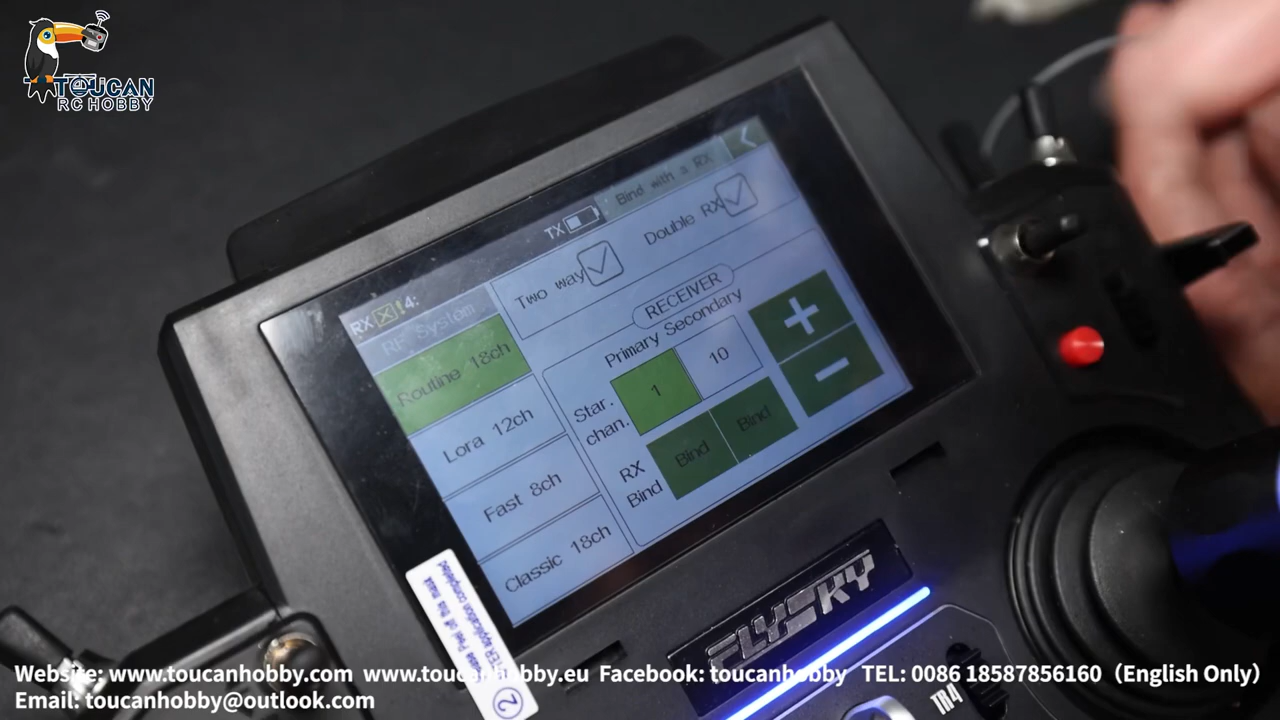 TOUCAN
RC HOBBY
Bind with a RX
TX
RX 4:
RF System
Two way
Double RX
RECEIVER
Primary Secondary
Routine 18ch
Lora 12ch
Fast 8ch
Classic 18ch
Star. chan.
1
10
+
−
RX Bind
Bind
Bind
FLYSKY
TR4
2
Website: www.toucanhobby.com www.toucanhobby.eu Facebook: toucanhobby TEL: 0086 18587856160（English Only）
Email: toucanhobby@outlook.com